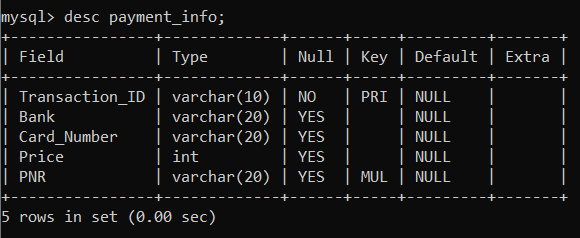 mysql> desc payment_info;
+----------------+-------------+------+-----+---------+-------+
| Field          | Type        | Null | Key | Default | Extra |
+----------------+-------------+------+-----+---------+-------+
| Transaction_ID | varchar(10) | NO   | PRI | NULL    |       |
| Bank           | varchar(20) | YES  |     | NULL    |       |
| Card_Number    | varchar(20) | YES  |     | NULL    |       |
| Price          | int         | YES  |     | NULL    |       |
| PNR            | varchar(20) | YES  | MUL | NULL    |       |
+----------------+-------------+------+-----+---------+-------+
5 rows in set (0.00 sec)